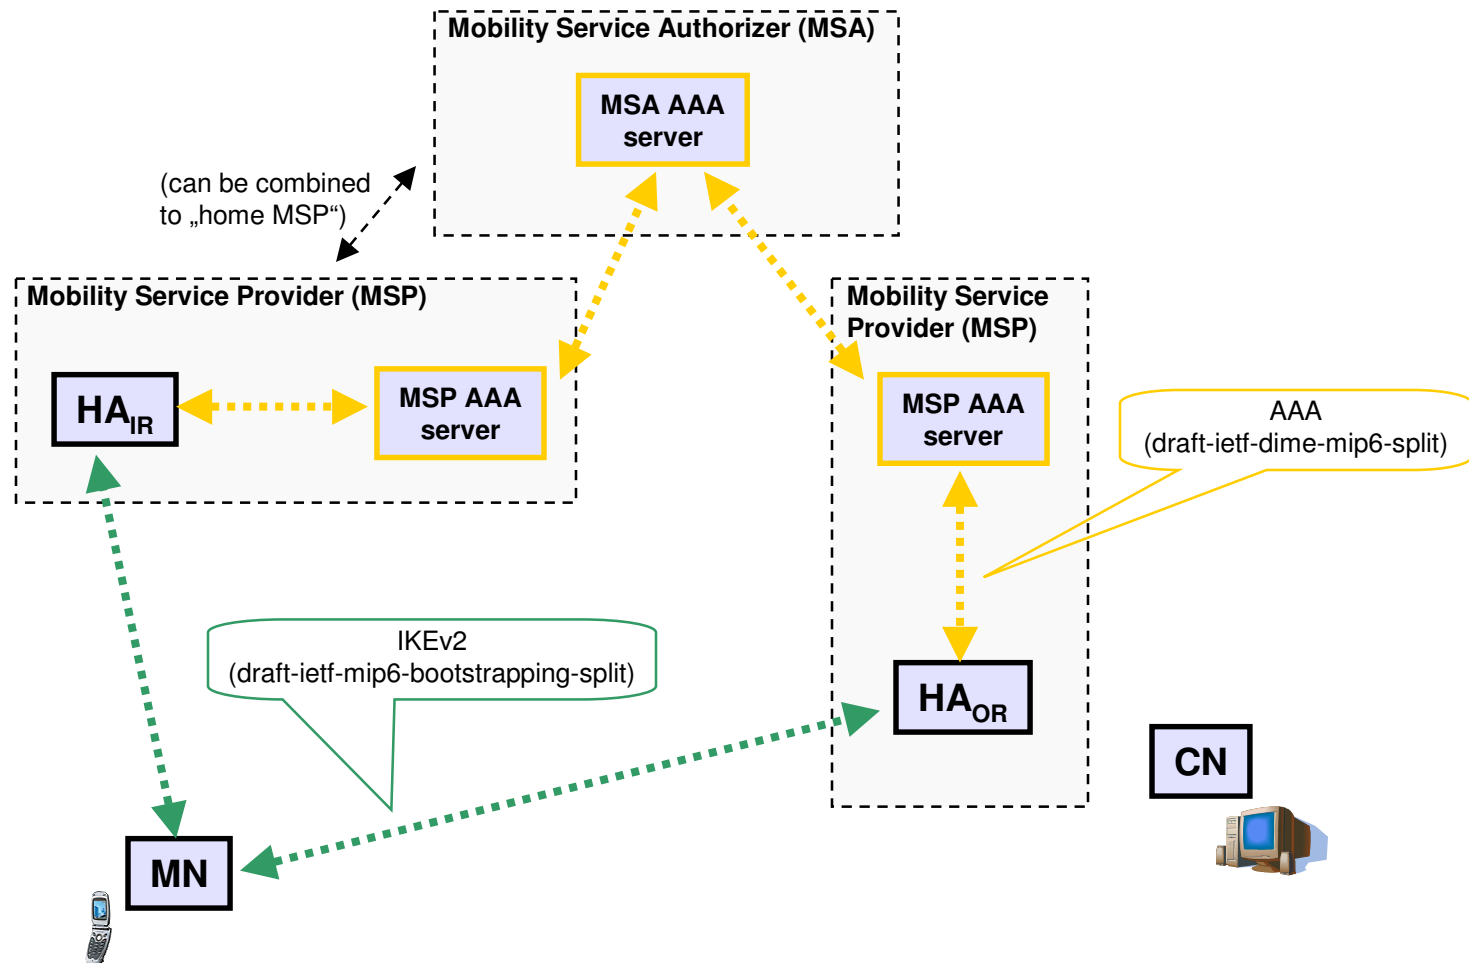 Mobility Service Authorizer (MSA)
MSA AAA
server
(can be combined
to „home MSP“)
Mobility Service Provider (MSP)
HAIR
MSP AAA
server
Mobility Service
Provider (MSP)
MSP AAA
server
AAA
(draft-ietf-dime-mip6-split)
IKEv2
(draft-ietf-mip6-bootstrapping-split)
HAOR
CN
MN